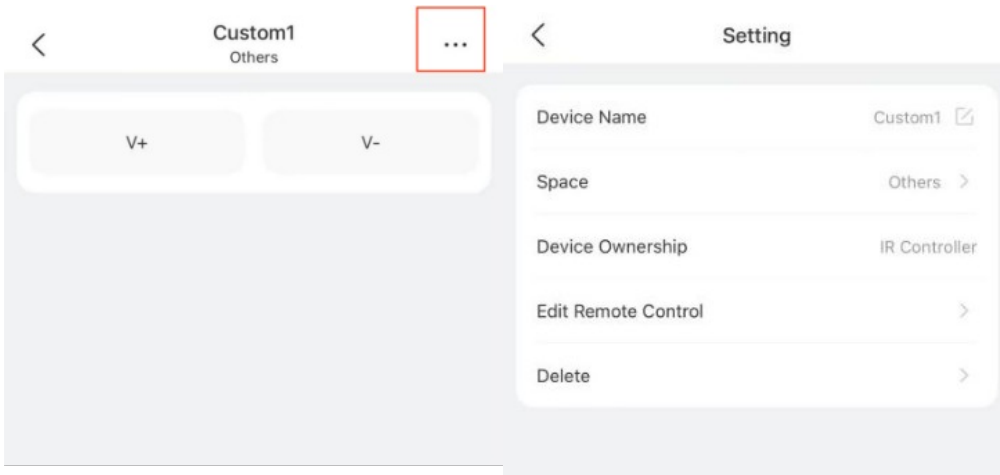 Custom1
Others
...
V+ V-
Setting
Device Name Custom1
Space Others >
Device Ownership IR Controller
Edit Remote Control >
Delete >